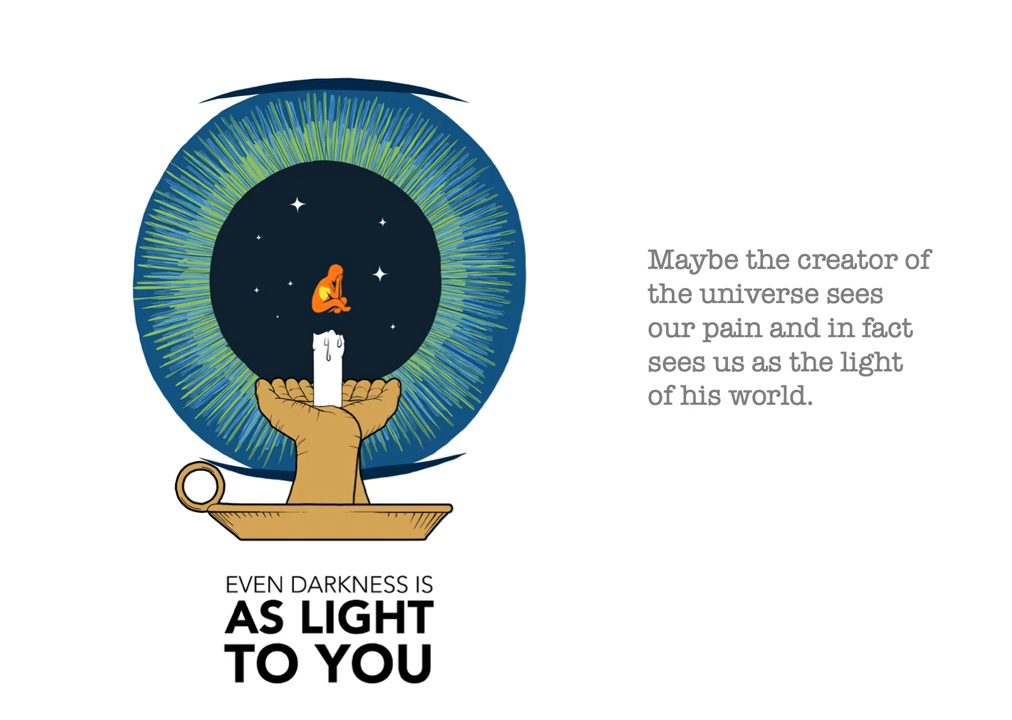 Maybe the creator of
the universe sees
our pain and in fact
sees us as the light
of his world.
EVEN DARKNESS IS
AS LIGHT
TO YOU